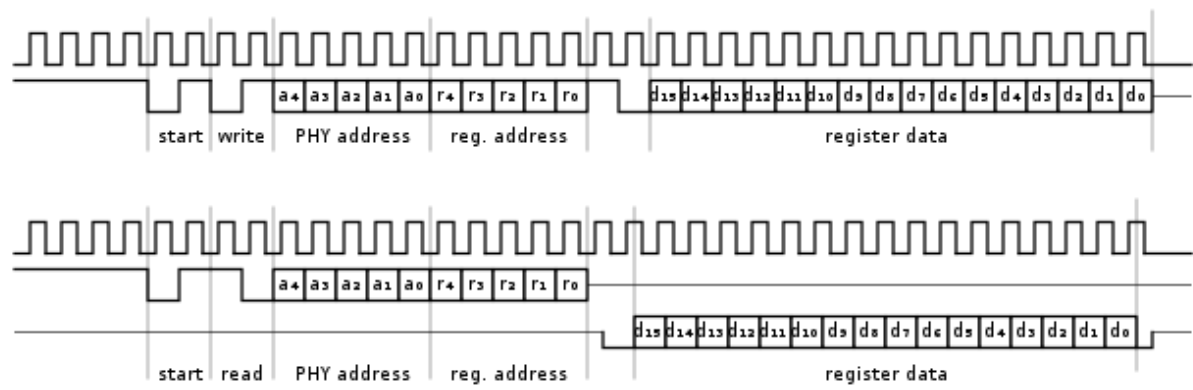 a4 a3 a2 a1 a0 r4 r3 r2 r1 r0 d15 d14 d13 d12 d11 d10 d9 d8 d7 d6 d5 d4 d3 d2 d1 d0
start write PHY address reg. address register data
a4 a3 a2 a1 a0 r4 r3 r2 r1 r0
d15 d14 d13 d12 d11 d10 d9 d8 d7 d6 d5 d4 d3 d2 d1 d0
start read PHY address reg. address register data